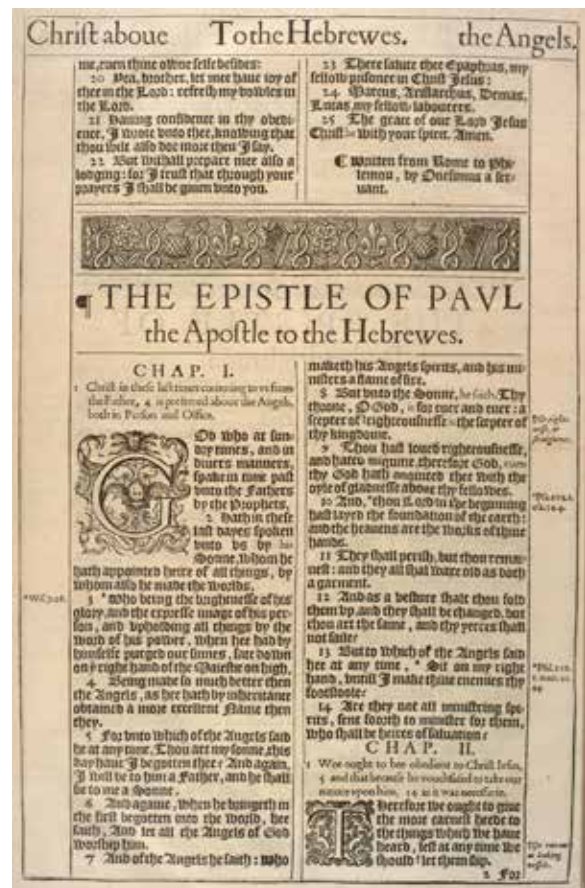 Christ aboue To the Hebrewes. the Angels.
me, euen thine owne selfe besides:
20 Yea, brother, let mee haue ioy of
thee in the Lord: refresh my bowels in
the Lord.
21 Hauing confidence in thy obedi-
ence, I wrote vnto thee, knowing that
thou wilt also doe more then I say.
22 But withall prepare mee also a
lodging: for I trust that through your
prayers I shall be giuen vnto you.
23 There salute thee Epaphras, my
fellow prisoner in Christ Iesus:
24 Marcus, Aristarchus, Demas,
Lucas, my fellow labourers.
25 The grace of our Lord Iesus
Christ be with your spirit. Amen.
¶ Written from Rome to Phi-
lemon, by Onesimus a ser-
uant.
¶ THE EPISTLE OF PAVL
the Apostle to the Hebrewes.
CHAP. I.
1 Christ in these last times comming to vs from
the Father, 4 is preferred aboue the Angels,
both in Person and Office.
GOd who at sun-
dry times, and in
diuers manners,
spake in time past
vnto the Fathers
by the Prophets,
2 Hath in these
last dayes spoken
vnto vs by his
Sonne, whom he
hath appointed heire of all things, by
whom also he made the worlds,
3 * Who being the brightnesse of his
glory, and the expresse image of his per-
son, and vpholding all things by the
word of his power, when hee had by
himselfe purged our sinnes, sate down
on yͤ right hand of the Maiestie on high,
4 Being made so much better then
the Angels, as hee hath by inheritance
obtained a more excellent Name then
they.
5 For vnto which of the Angels said
he at any time, Thou art my sonne, this
day haue I begotten thee? And again,
I will be to him a Father, and he shall
be to me a Sonne.
6 And againe, when he bringeth in
the first begotten into the world, hee
saith, And let all the Angels of God
worship him.
7 And of the Angels he saith: Who
*Wisd.7.26.
maketh his Angels spirits, and his mi-
nisters a flame of fire.
8 But vnto the Sonne, he saith, Thy
throne, O God, is for euer and euer: a
scepter of righteousnesse is the scepter of
thy kingdome.
9 Thou hast loued righteousnesse,
and hated iniquitie, therefore God, euen
thy God hath anointed thee with the
oyle of gladnesse aboue thy fellowes.
10 And, *thou Lord in the beginning
hast layed the foundation of the earth:
and the heauens are the works of thine
hands.
11 They shall perish, but thou remai-
nest: and they all shal waxe old as doth
a garment.
12 And as a vesture shalt thou fold
them vp, and they shall be changed, but
thou art the same, and thy yeeres shall
not faile.
13 But to which of the Angels said
hee at any time, * Sit on my right
hand, vntill I make thine enemies thy
footstoole?
14 Are they not all ministring spi-
rits, sent foorth to minister for them,
who shall be heires of saluation?
CHAP. II.
1 Wee ought to bee obedient to Christ Iesus,
5 and that because he vouchsafed to take our
nature vpon him, 14 as it was necessarie.
THerefore we ought to giue
the more earnest heede to
the things which we haue
heard, lest at any time we
should let them slip.
2 For